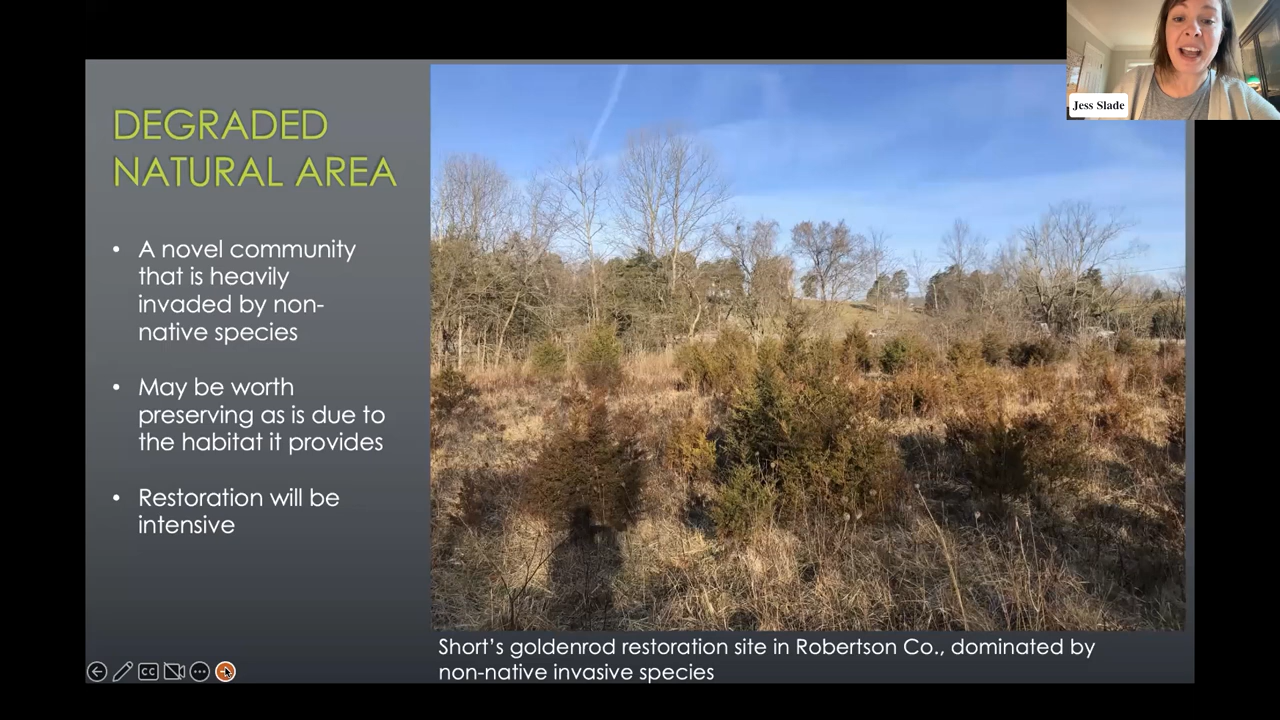 Jess Slade
DEGRADED
NATURAL AREA
• A novel community
that is heavily
invaded by non-
native species
• May be worth
preserving as is due to
the habitat it provides
• Restoration will be
intensive
Short's goldenrod restoration site in Robertson Co., dominated by
non-native invasive species
CC